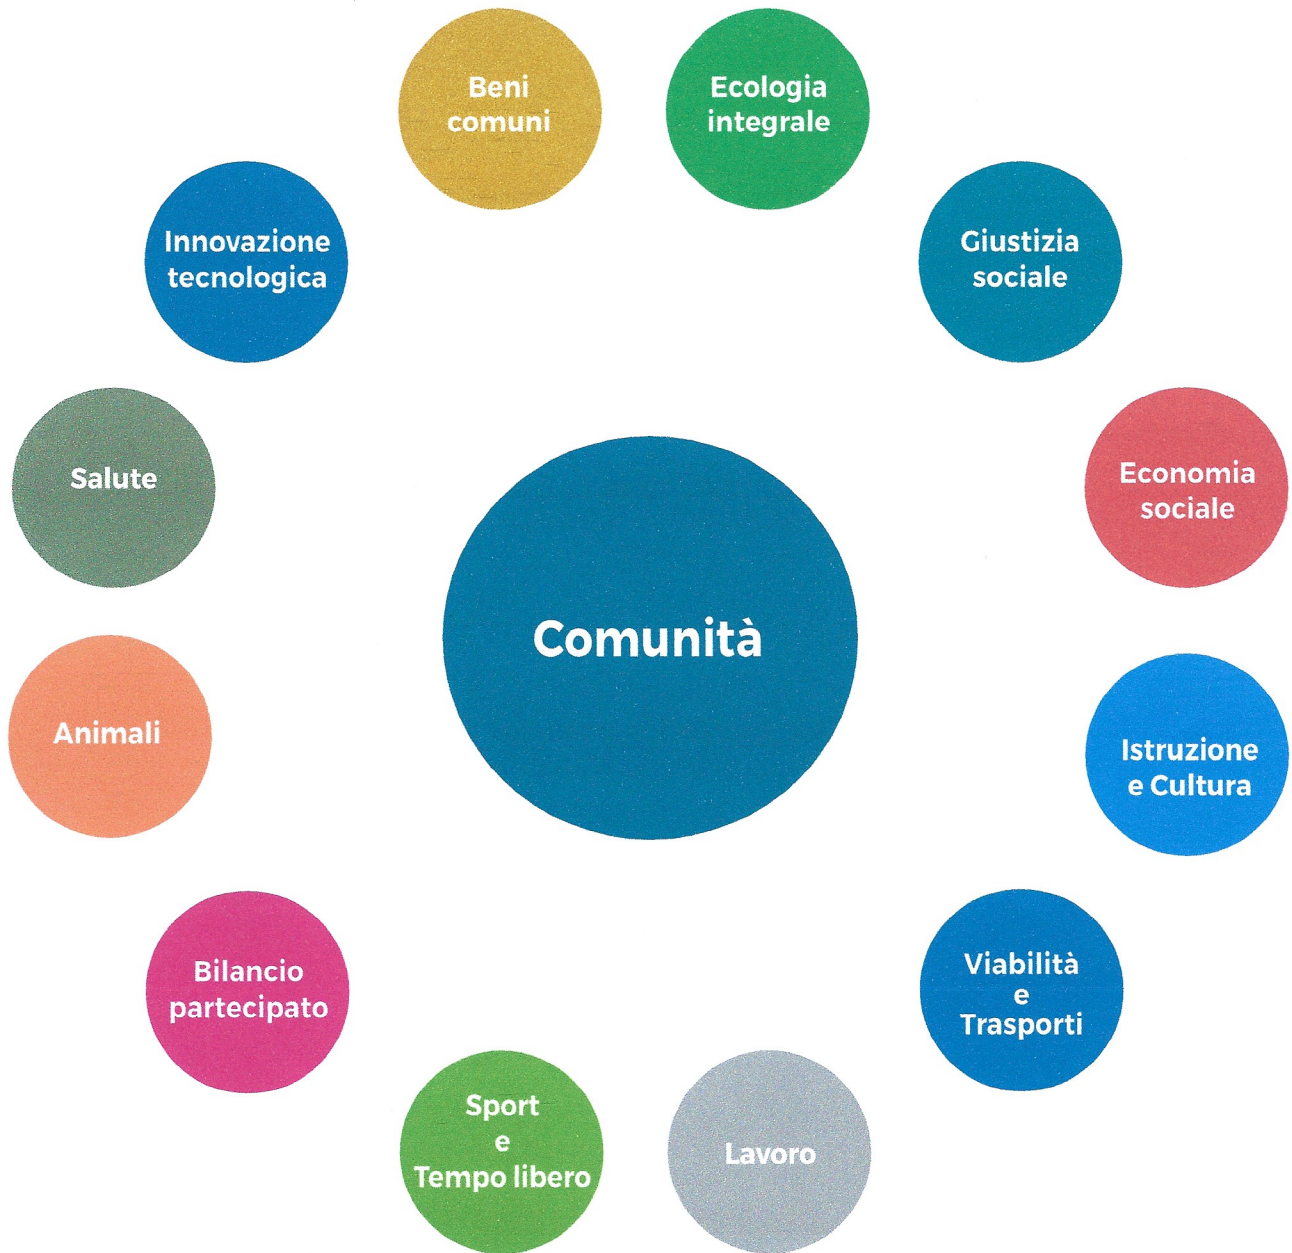 Beni
comuni
Ecologia
integrale
Innovazione
tecnologica
Giustizia
sociale
Salute
Economia
sociale
Comunità
Animali
Istruzione
e Cultura
Bilancio
partecipato
Viabilità
e
Trasporti
Sport
e
Tempo libero
Lavoro